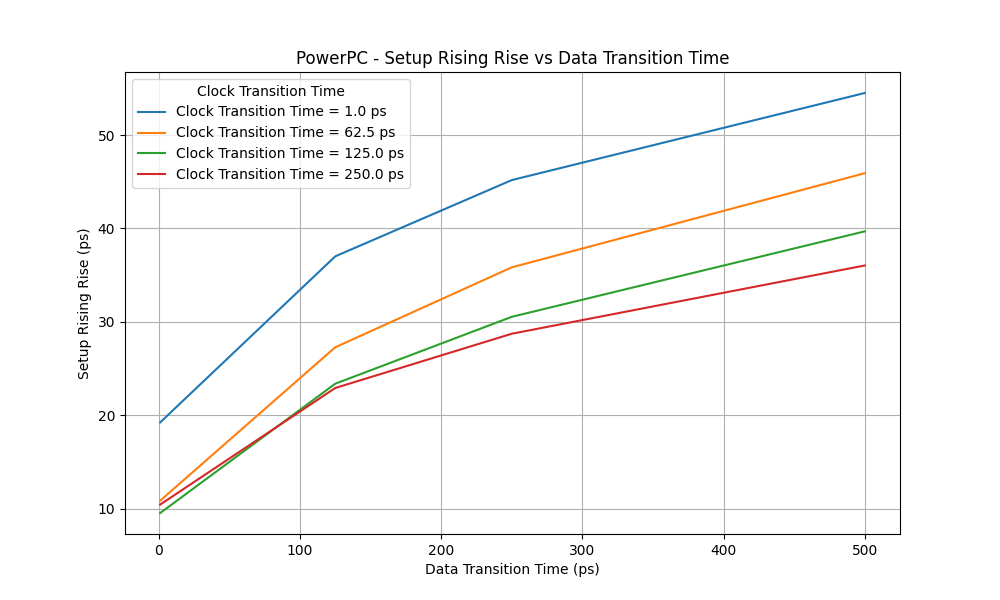 PowerPC - Setup Rising Rise vs Data Transition Time
Clock Transition Time
Clock Transition Time = 1.0 ps
Clock Transition Time = 62.5 ps
Clock Transition Time = 125.0 ps
Clock Transition Time = 250.0 ps
Setup Rising Rise (ps)
50
40
30
20
10
0 100 200 300 400 500
Data Transition Time (ps)